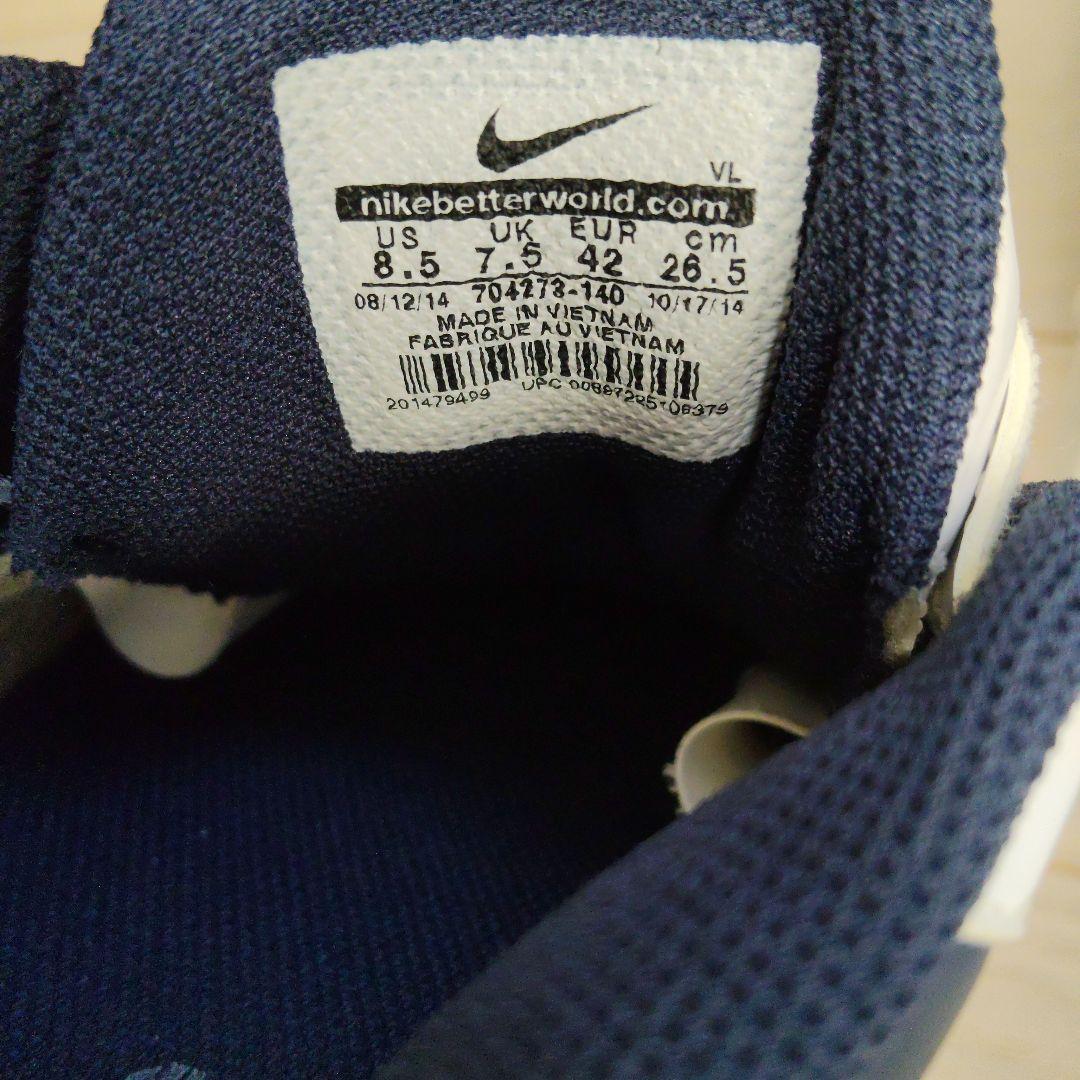 VL
nikebetterworld.com
US UK EUR cm
8.5 7.5 42 26.5
08/12/14 704273-140 10/17/14
MADE IN VIETNAM
FABRIQUE AU VIETNAM
201479499 UPC